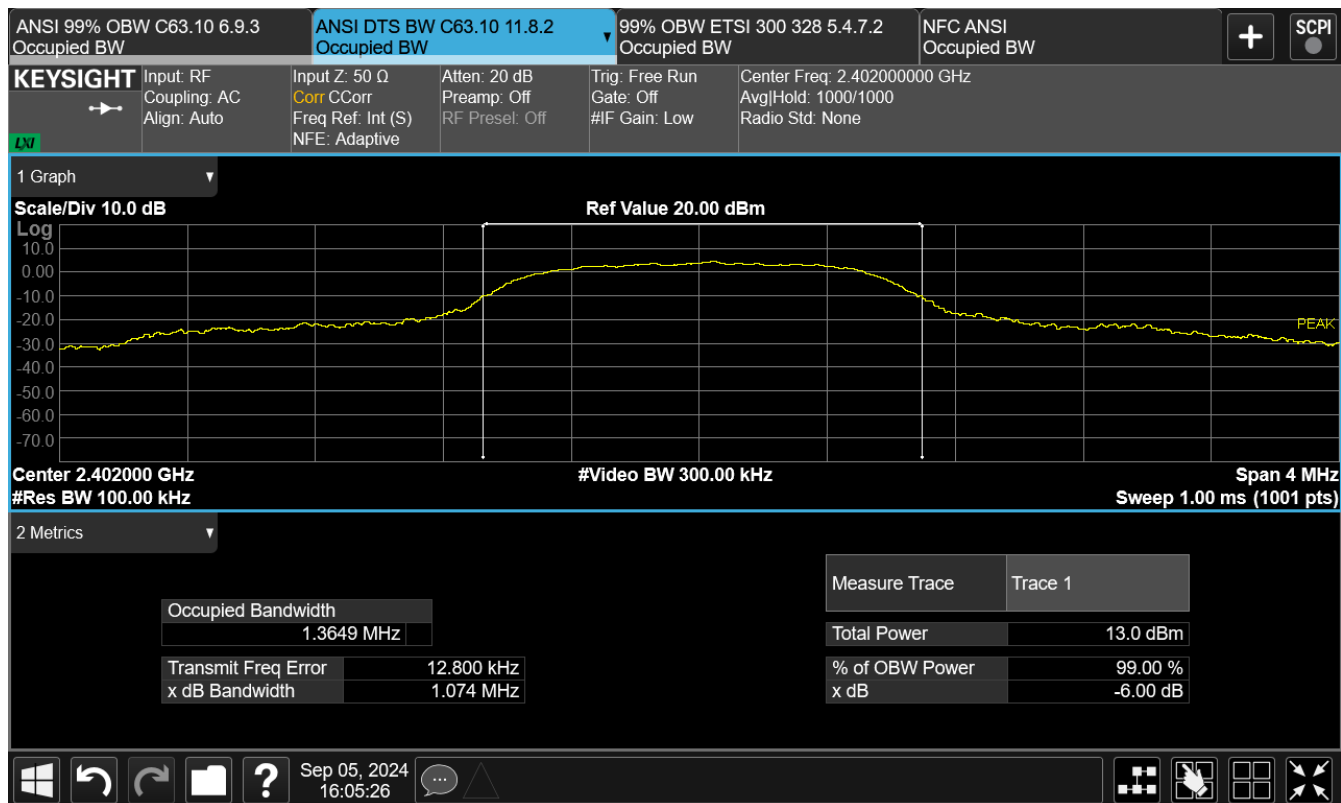 ANSI 99% OBW C63.10 6.9.3
Occupied BW
ANSI DTS BW C63.10 11.8.2
Occupied BW
99% OBW ETSI 300 328 5.4.7.2
Occupied BW
NFC ANSI
Occupied BW
SCPI
KEYSIGHT
LXI
Input: RF
Coupling: AC
Align: Auto
Input Z: 50 Ω
Corr CCorr
Freq Ref: Int (S)
NFE: Adaptive
Atten: 20 dB
Preamp: Off
RF Presel: Off
Trig: Free Run
Gate: Off
#IF Gain: Low
Center Freq: 2.402000000 GHz
Avg|Hold: 1000/1000
Radio Std: None
1 Graph
Scale/Div 10.0 dB
Ref Value 20.00 dBm
Log
10.0
0.00
-10.0
-20.0
-30.0
-40.0
-50.0
-60.0
-70.0
PEAK
Center 2.402000 GHz
#Video BW 300.00 kHz
Span 4 MHz
#Res BW 100.00 kHz
Sweep 1.00 ms (1001 pts)
2 Metrics
Measure Trace Trace 1
Occupied Bandwidth
1.3649 MHz
Total Power 13.0 dBm
Transmit Freq Error 12.800 kHz
% of OBW Power 99.00 %
x dB Bandwidth 1.074 MHz
x dB -6.00 dB
?
Sep 05, 2024
16:05:26